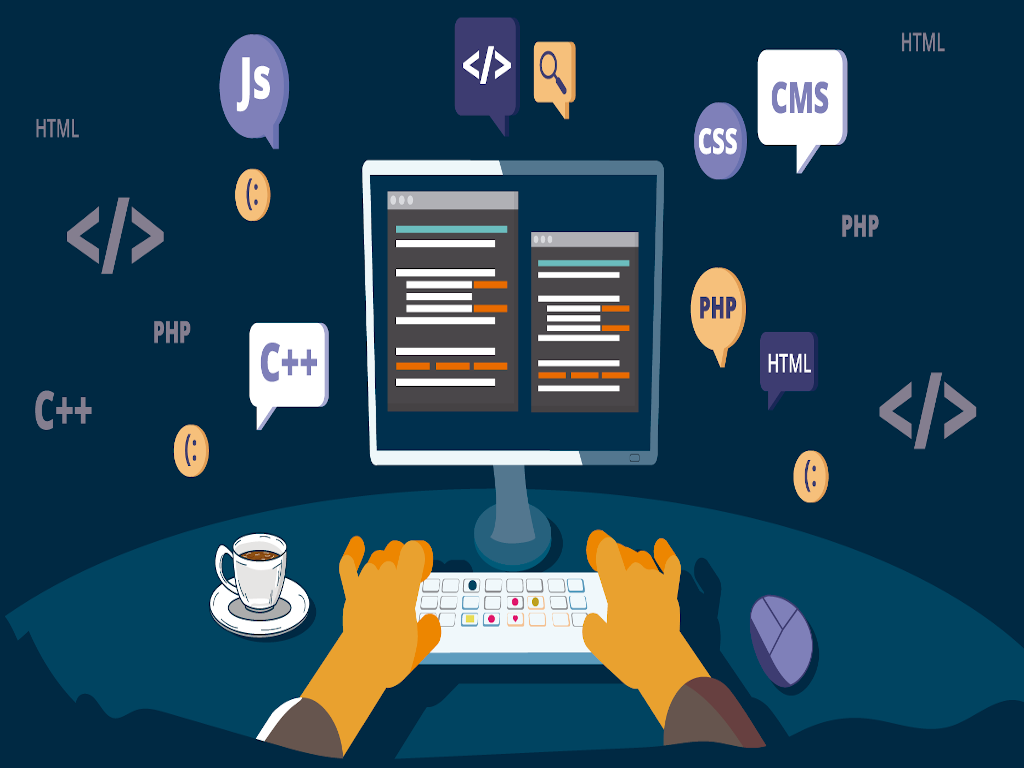 HTML
Js
</>
CMS
CSS
HTML
(:
</>
PHP
PHP
PHP
C++
HTML
C++
</>
(:
(: